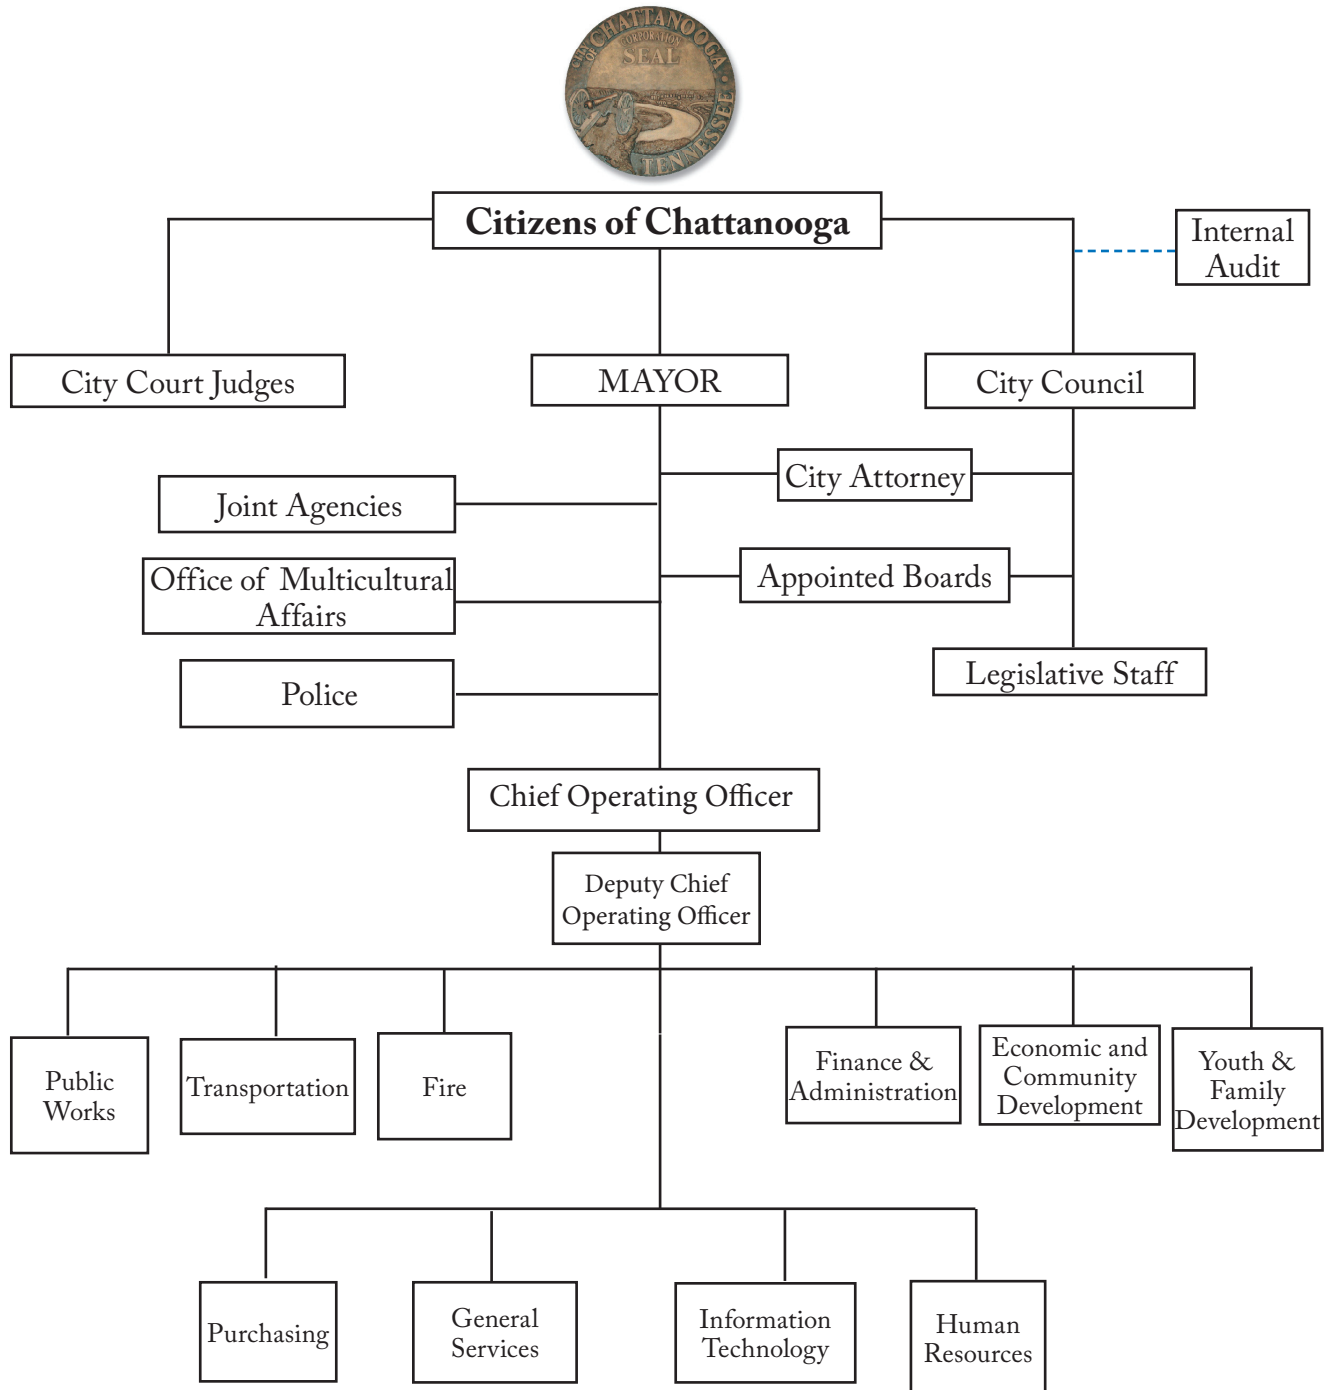 CITY OF CHATTANOOGA TENNESSEE
CORPORATION
SEAL
Citizens of Chattanooga
Internal
Audit
City Court Judges
MAYOR
City Council
City Attorney
Joint Agencies
Office of Multicultural
Affairs
Appointed Boards
Legislative Staff
Police
Chief Operating Officer
Deputy Chief
Operating Officer
Public
Works
Transportation
Fire
Finance &
Administration
Economic and
Community
Development
Youth &
Family
Development
Purchasing
General
Services
Information
Technology
Human
Resources